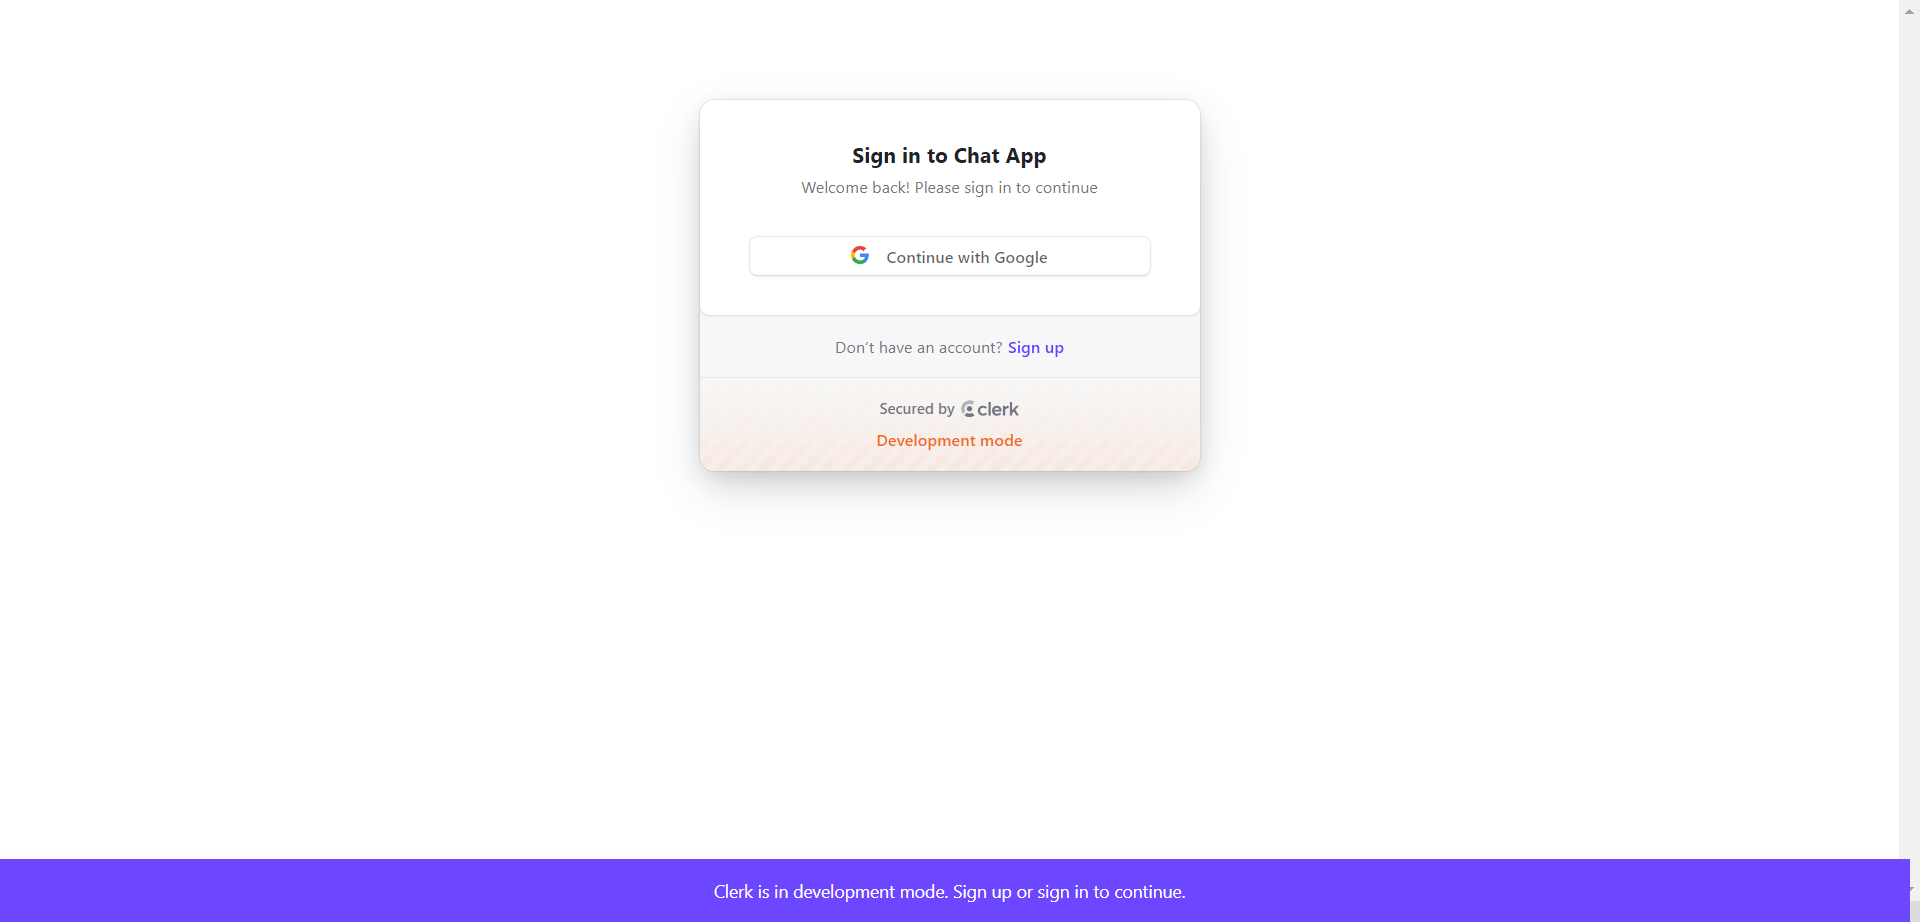 Sign in to Chat App
Welcome back! Please sign in to continue
Continue with Google
Don’t have an account? Sign up
Secured by clerk
Development mode
Clerk is in development mode. Sign up or sign in to continue.